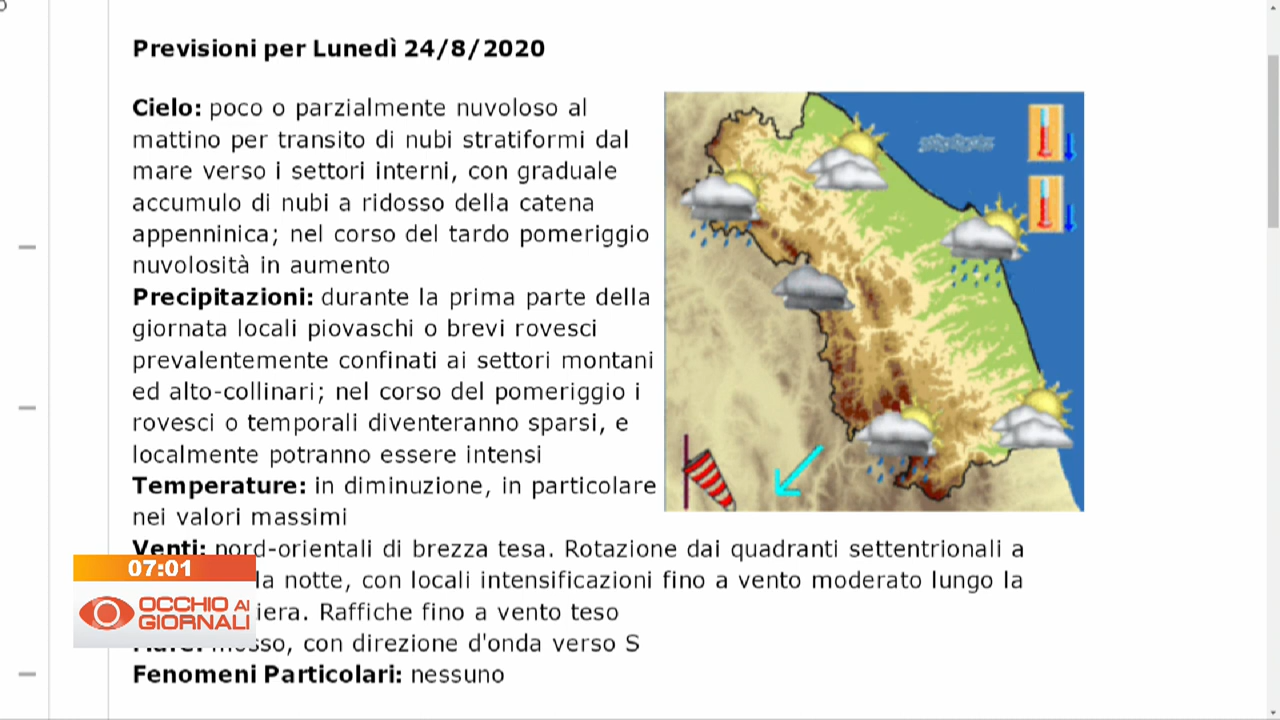 Previsioni per Lunedì 24/8/2020
Cielo: poco o parzialmente nuvoloso al
mattino per transito di nubi stratiformi dal
mare verso i settori interni, con graduale
accumulo di nubi a ridosso della catena
appenninica; nel corso del tardo pomeriggio
nuvolosità in aumento
Precipitazioni: durante la prima parte della
giornata locali piovaschi o brevi rovesci
prevalentemente confinati ai settori montani
ed alto-collinari; nel corso del pomeriggio i
rovesci o temporali diventeranno sparsi, e
localmente potranno essere intensi
Temperature: in diminuzione, in particolare
nei valori massimi
Venti: nord-orientali di brezza tesa. Rotazione dai quadranti settentrionali a
la notte, con locali intensificazioni fino a vento moderato lungo la
iera. Raffiche fino a vento teso
Mare: mosso, con direzione d'onda verso S
Fenomeni Particolari: nessuno
07:01
OCCHIO AI
GIORNALI